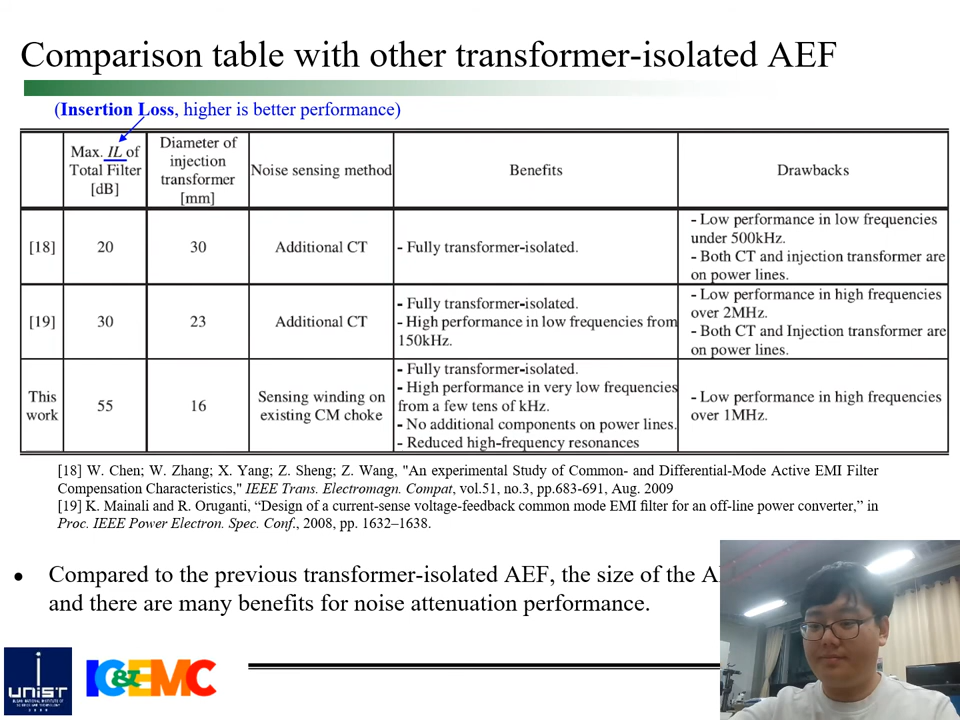 Comparison table with other transformer-isolated AEF
(Insertion Loss, higher is better performance)
Max. IL of
Total Filter
[dB]
Diameter of
injection
transformer
[mm]
Noise sensing method
Benefits
Drawbacks
[18]
20
30
Additional CT
- Fully transformer-isolated.
- Low performance in low frequencies
under 500kHz.
- Both CT and injection transformer are
on power lines.
[19]
30
23
Additional CT
- Fully transformer-isolated.
- High performance in low frequencies from
150kHz.
- Low performance in high frequencies
over 2MHz.
- Both CT and Injection transformer are
on power lines.
This
work
55
16
Sensing winding on
existing CM choke
- Fully transformer-isolated.
- High performance in very low frequencies
from a few tens of kHz.
- No additional components on power lines.
- Reduced high-frequency resonances
- Low performance in high frequencies
over 1MHz.
[18] W. Chen; W. Zhang; X. Yang; Z. Sheng; Z. Wang, "An experimental Study of Common- and Differential-Mode Active EMI Filter
Compensation Characteristics," IEEE Trans. Electromagn. Compat, vol.51, no.3, pp.683-691, Aug. 2009
[19] K. Mainali and R. Oruganti, “Design of a current-sense voltage-feedback common mode EMI filter for an off-line power converter,” in
Proc. IEEE Power Electron. Spec. Conf., 2008, pp. 1632–1638.
● Compared to the previous transformer-isolated AEF, the size of the
and there are many benefits for noise attenuation performance.
UNIST
IC&EMC